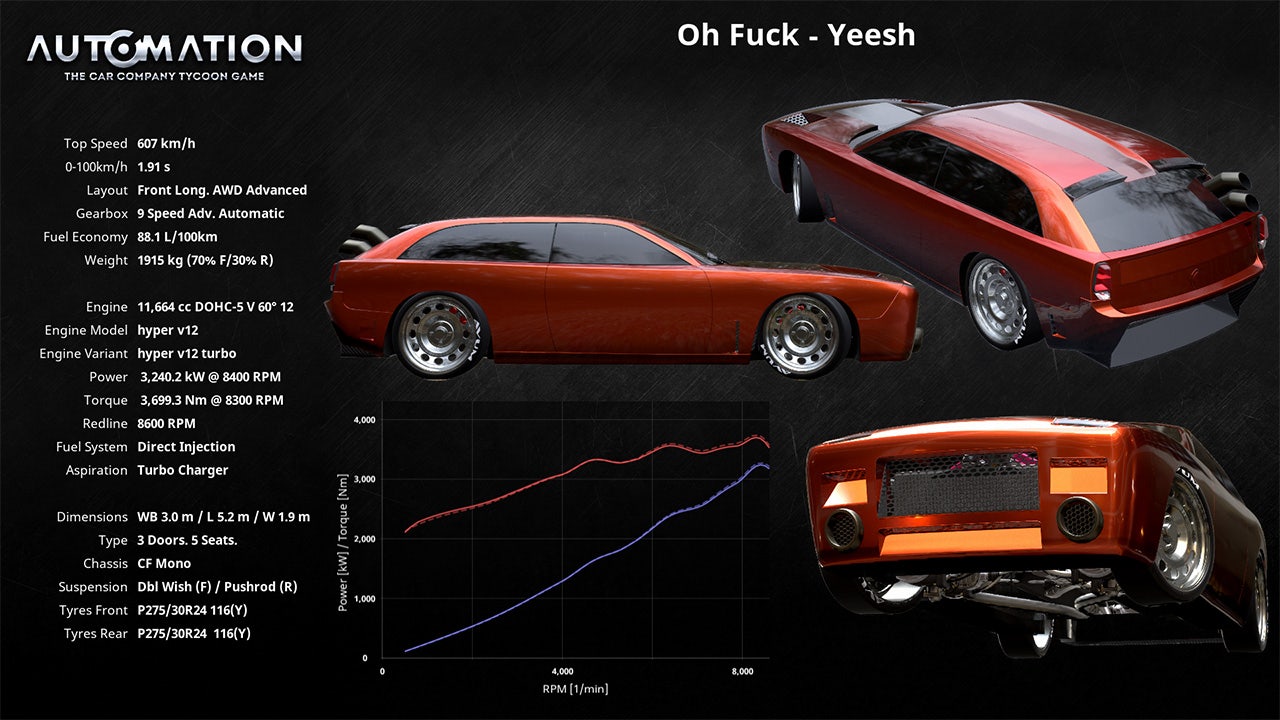 AUTOMATION
THE CAR COMPANY TYCOON GAME
Oh Fuck - Yeesh
Top Speed 607 km/h
0-100km/h 1.91 s
Layout Front Long. AWD Advanced
Gearbox 9 Speed Adv. Automatic
Fuel Economy 88.1 L/100km
Weight 1915 kg (70% F/30% R)
Engine 11,664 cc DOHC-5 V 60° 12
Engine Model hyper v12
Engine Variant hyper v12 turbo
Power 3,240.2 kW @ 8400 RPM
Torque 3,699.3 Nm @ 8300 RPM
Redline 8600 RPM
Fuel System Direct Injection
Aspiration Turbo Charger
Dimensions WB 3.0 m / L 5.2 m / W 1.9 m
Type 3 Doors. 5 Seats.
Chassis CF Mono
Suspension Dbl Wish (F) / Pushrod (R)
Tyres Front P275/30R24 116(Y)
Tyres Rear P275/30R24 116(Y)
Power [kW] / Torque [Nm]
4,000
3,000
2,000
1,000
0
0 4,000 8,000
RPM [1/min]